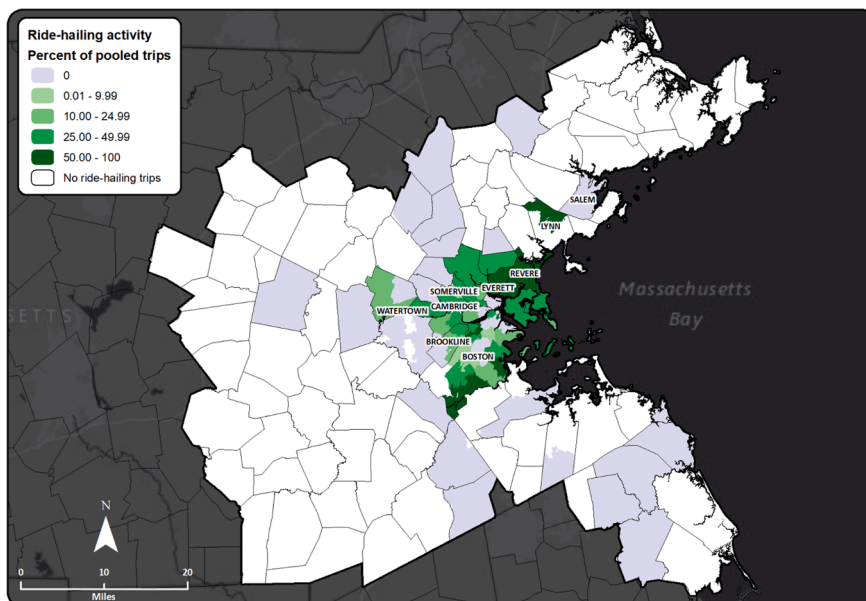 Ride-hailing activity
Percent of pooled trips
0
0.01 - 9.99
10.00 - 24.99
25.00 - 49.99
50.00 - 100
No ride-hailing trips
SALEM
LYNN
REVERE
EVERETT
SOMERVILLE
CAMBRIDGE
WATERTOWN
BROOKLINE
BOSTON
Massachusetts
Bay
SETTS
N
0 10 20
Miles